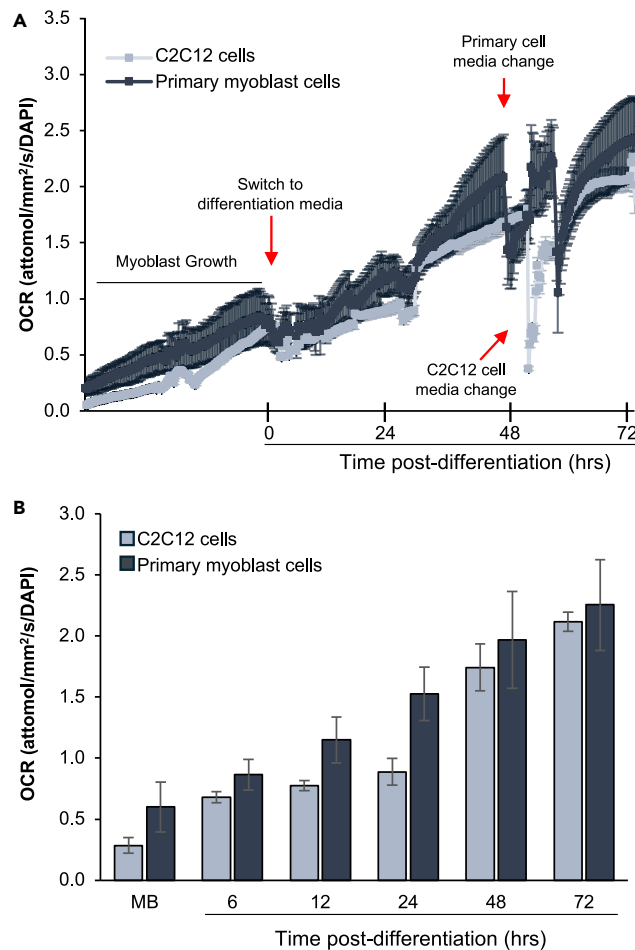 A
C2C12 cells
Primary myoblast cells
Primary cell
media change
Switch to
differentiation media
Myoblast Growth
C2C12 cell
media change
OCR (attomol/mm²/s/DAPI)
3.5
3.0
2.5
2.0
1.5
1.0
0.5
0.0
0 24 48 72
Time post-differentiation (hrs)
B
C2C12 cells
Primary myoblast cells
OCR (attomol/mm²/s/DAPI)
3.0
2.5
2.0
1.5
1.0
0.5
0.0
MB 6 12 24 48 72
Time post-differentiation (hrs)